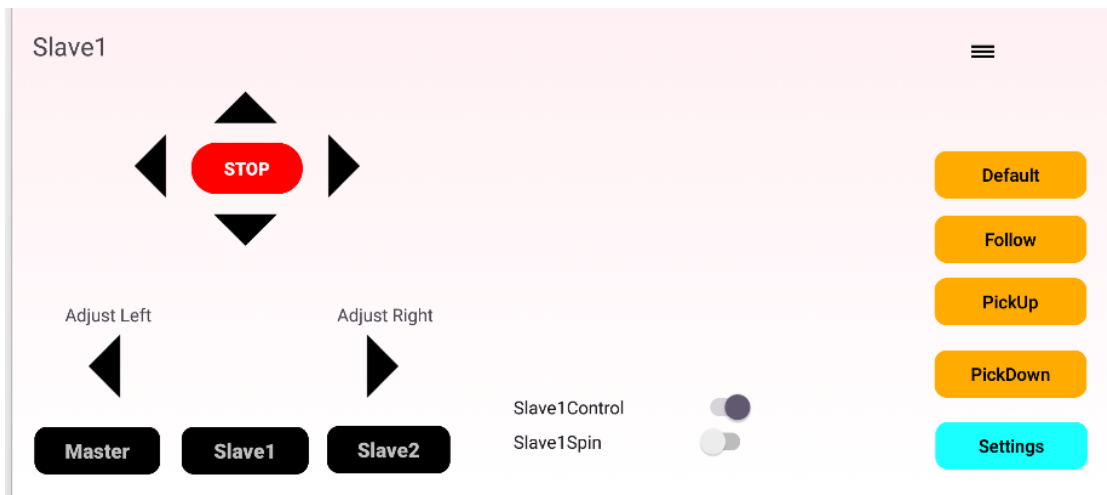 Slave1
STOP
Default
Follow
PickUp
Adjust Left
Adjust Right
PickDown
Slave1Control
Slave1Spin
Master
Slave1
Slave2
Settings